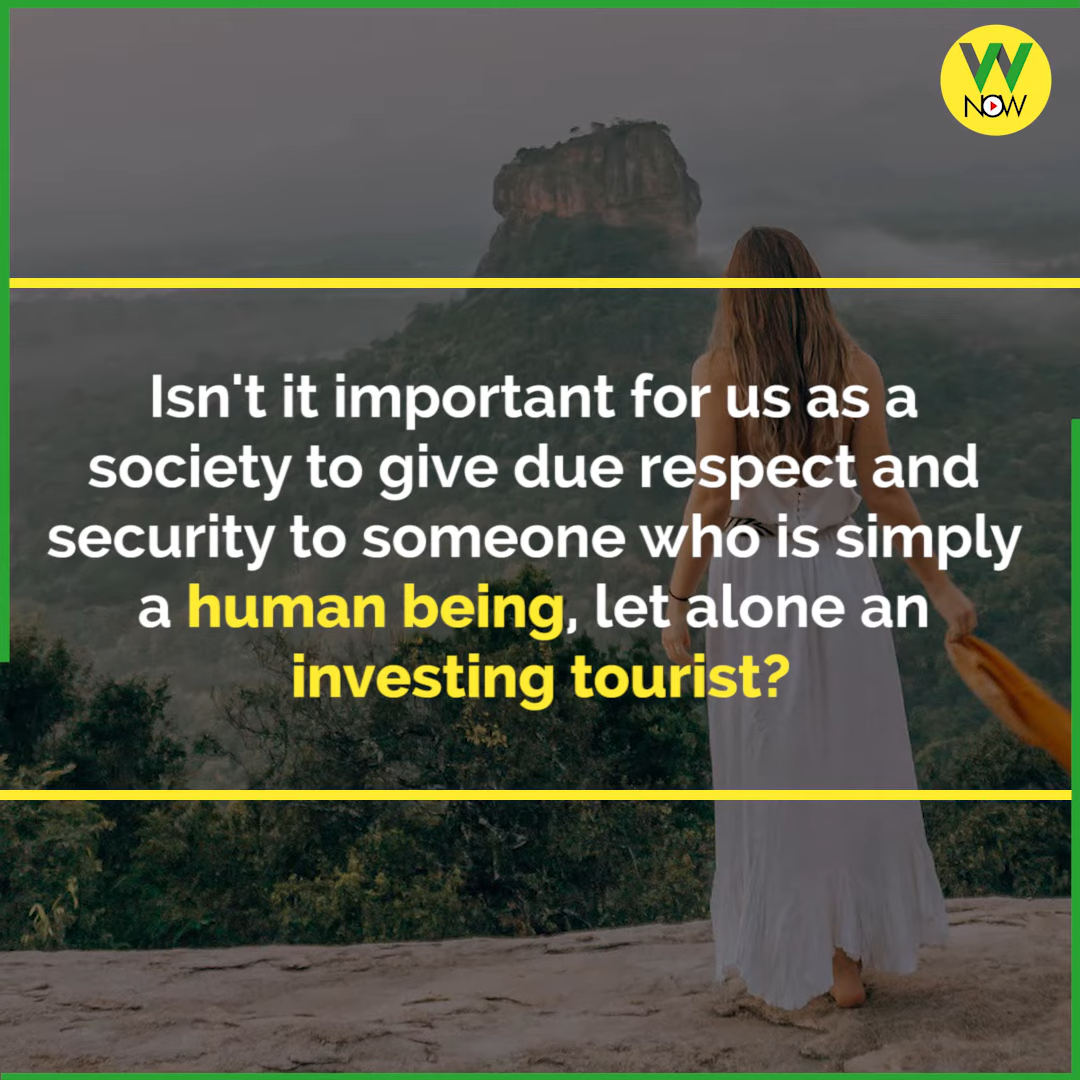 W
NOW
Isn't it important for us as a
society to give due respect and
security to someone who is simply
a human being, let alone an
investing tourist?